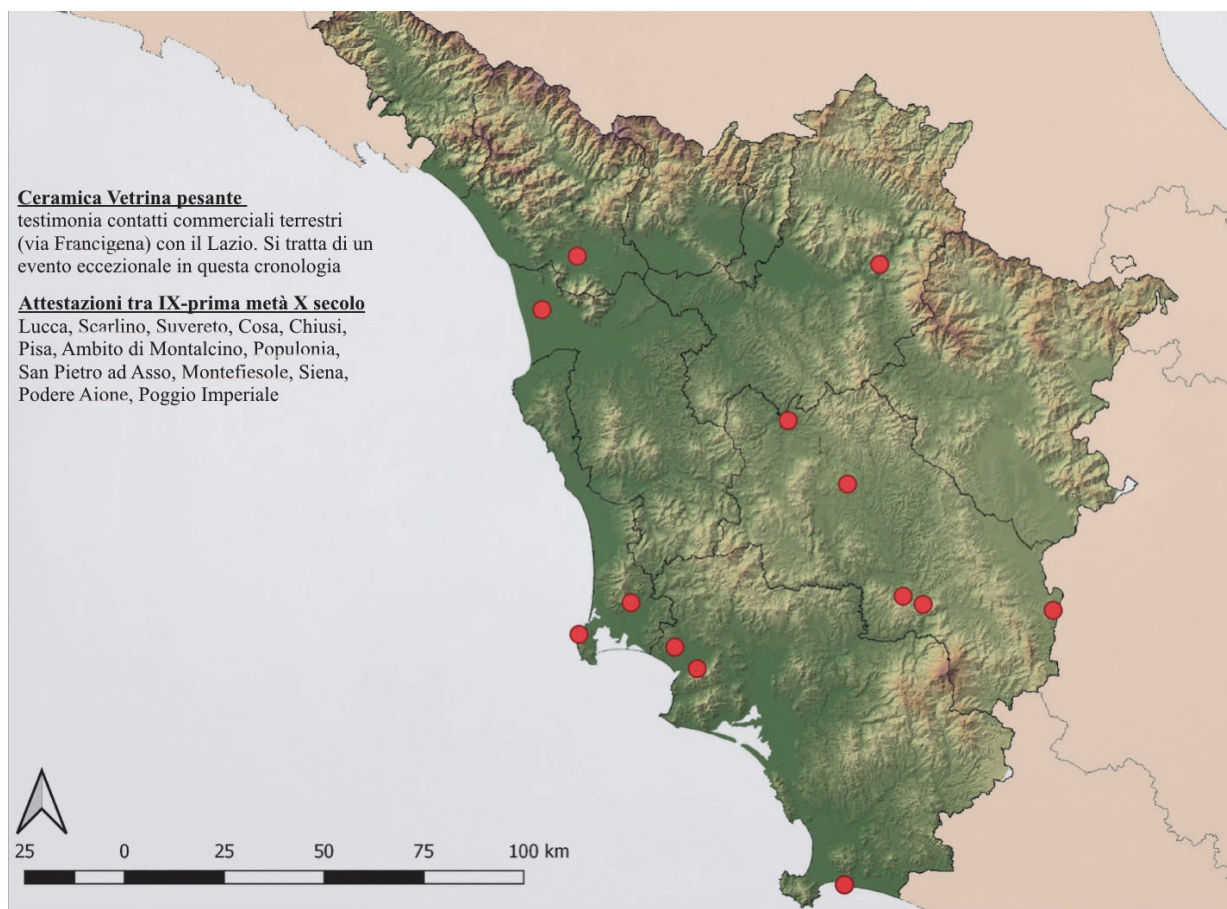 Ceramica Vetrina pesante
testimonia contatti commerciali terrestri
(via Francigena) con il Lazio. Si tratta di un
evento eccezionale in questa cronologia
Attestazioni tra IX-prima metà X secolo
Lucca, Scarlino, Suvereto, Cosa, Chiusi,
Pisa, Ambito di Montalcino, Populonia,
San Pietro ad Asso, Montefiesole, Siena,
Podere Aione, Poggio Imperiale
25 0 25 50 75 100 km